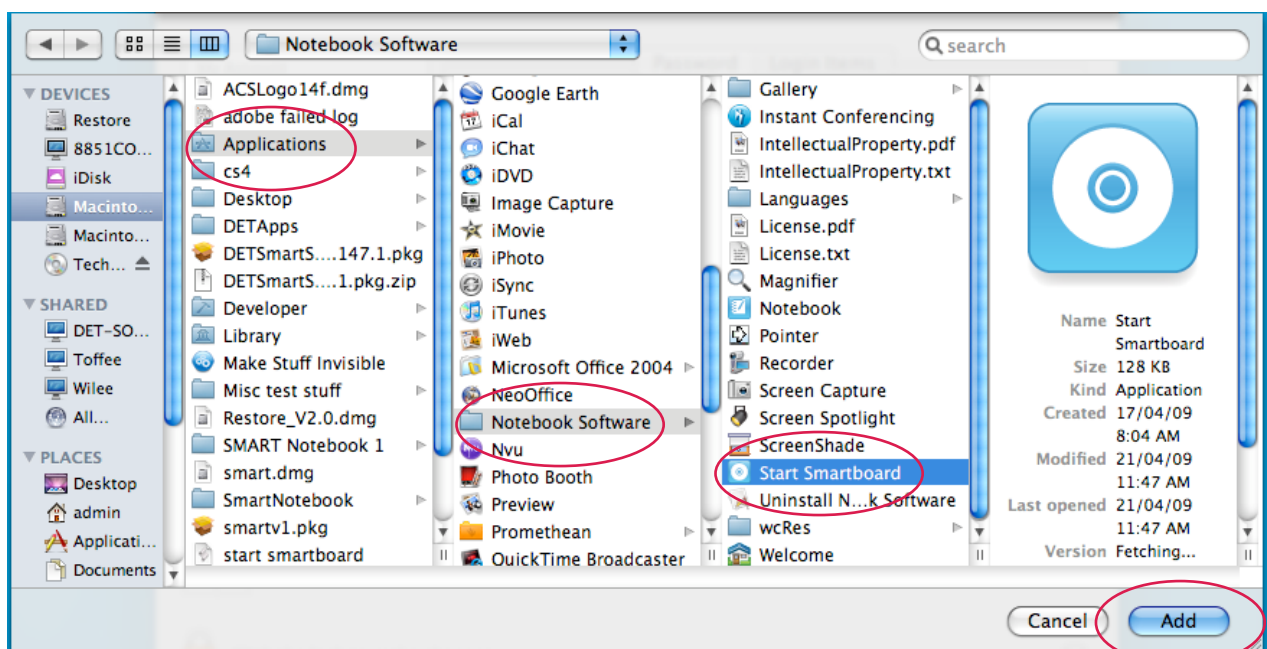 Notebook Software
search
Password Login Items
DEVICES
Restore
8851CO...
iDisk
Macinto...
Macinto...
Tech...
SHARED
DET-SO...
Toffee
Wilee
All...
PLACES
Desktop
admin
Applicati...
Documents
ACSLogo14f.dmg
adobe failed log
Applications
cs4
Desktop
DETApps
DETSmartS....147.1.pkg
DETSmartS....1.pkg.zip
Developer
Library
Make Stuff Invisible
Misc test stuff
Restore_V2.0.dmg
SMART Notebook 1
smart.dmg
SmartNotebook
smartv1.pkg
start smartboard
Google Earth
iCal
iChat
iDVD
Image Capture
iMovie
iPhoto
iSync
iTunes
iWeb
Microsoft Office 2004
NeoOffice
Notebook Software
Nvu
Photo Booth
Preview
Promethean
QuickTime Broadcaster
Gallery
Instant Conferencing
IntellectualProperty.pdf
IntellectualProperty.txt
Languages
License.pdf
License.txt
Magnifier
Notebook
Pointer
Recorder
Screen Capture
Screen Spotlight
ScreenShade
Start Smartboard
Uninstall N...k Software
wcRes
Welcome
Name Start
Smartboard
Size 128 KB
Kind Application
Created 17/04/09
8:04 AM
Modified 21/04/09
11:47 AM
Last opened 21/04/09
11:47 AM
Version Fetching...
Cancel
Add